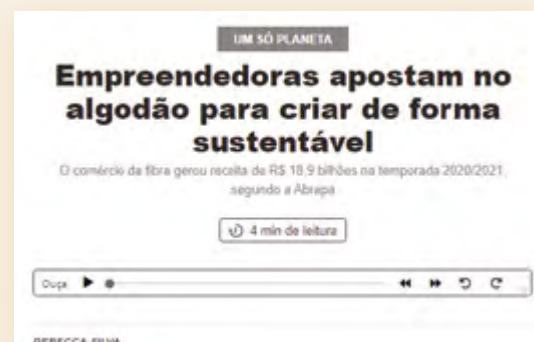 UM SÓ PLANETA
Empreendedoras apostam no
algodão para criar de forma
sustentável
O comércio da fibra gerou receita de R$ 18,9 bilhões na temporada 2020/2021,
segundo a Abrapa
4 min de leitura
Ouça
REBECCA SILVA